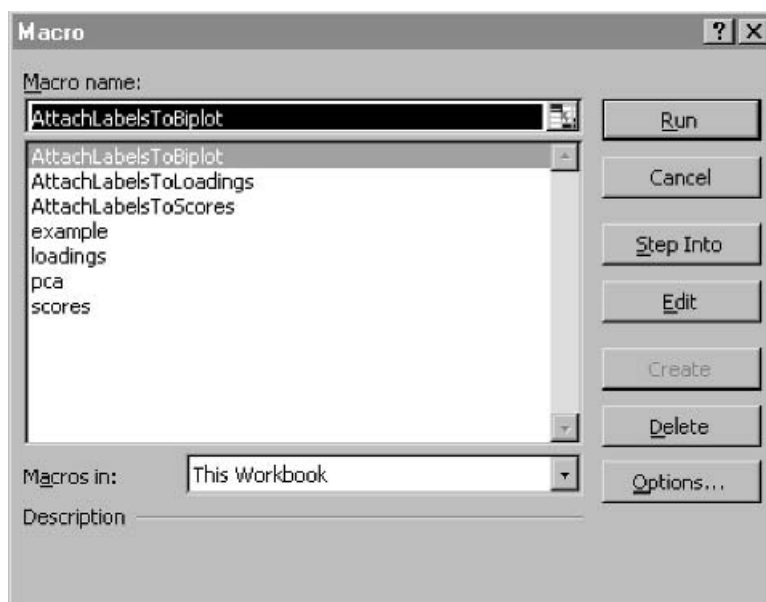 Macro
Macro name:
AttachLabelsToBiplot
AttachLabelsToBiplot
AttachLabelsToLoadings
AttachLabelsToScores
example
loadings
pca
scores
Macros in:
This Workbook
Description
Run
Cancel
Step Into
Edit
Create
Delete
Options...